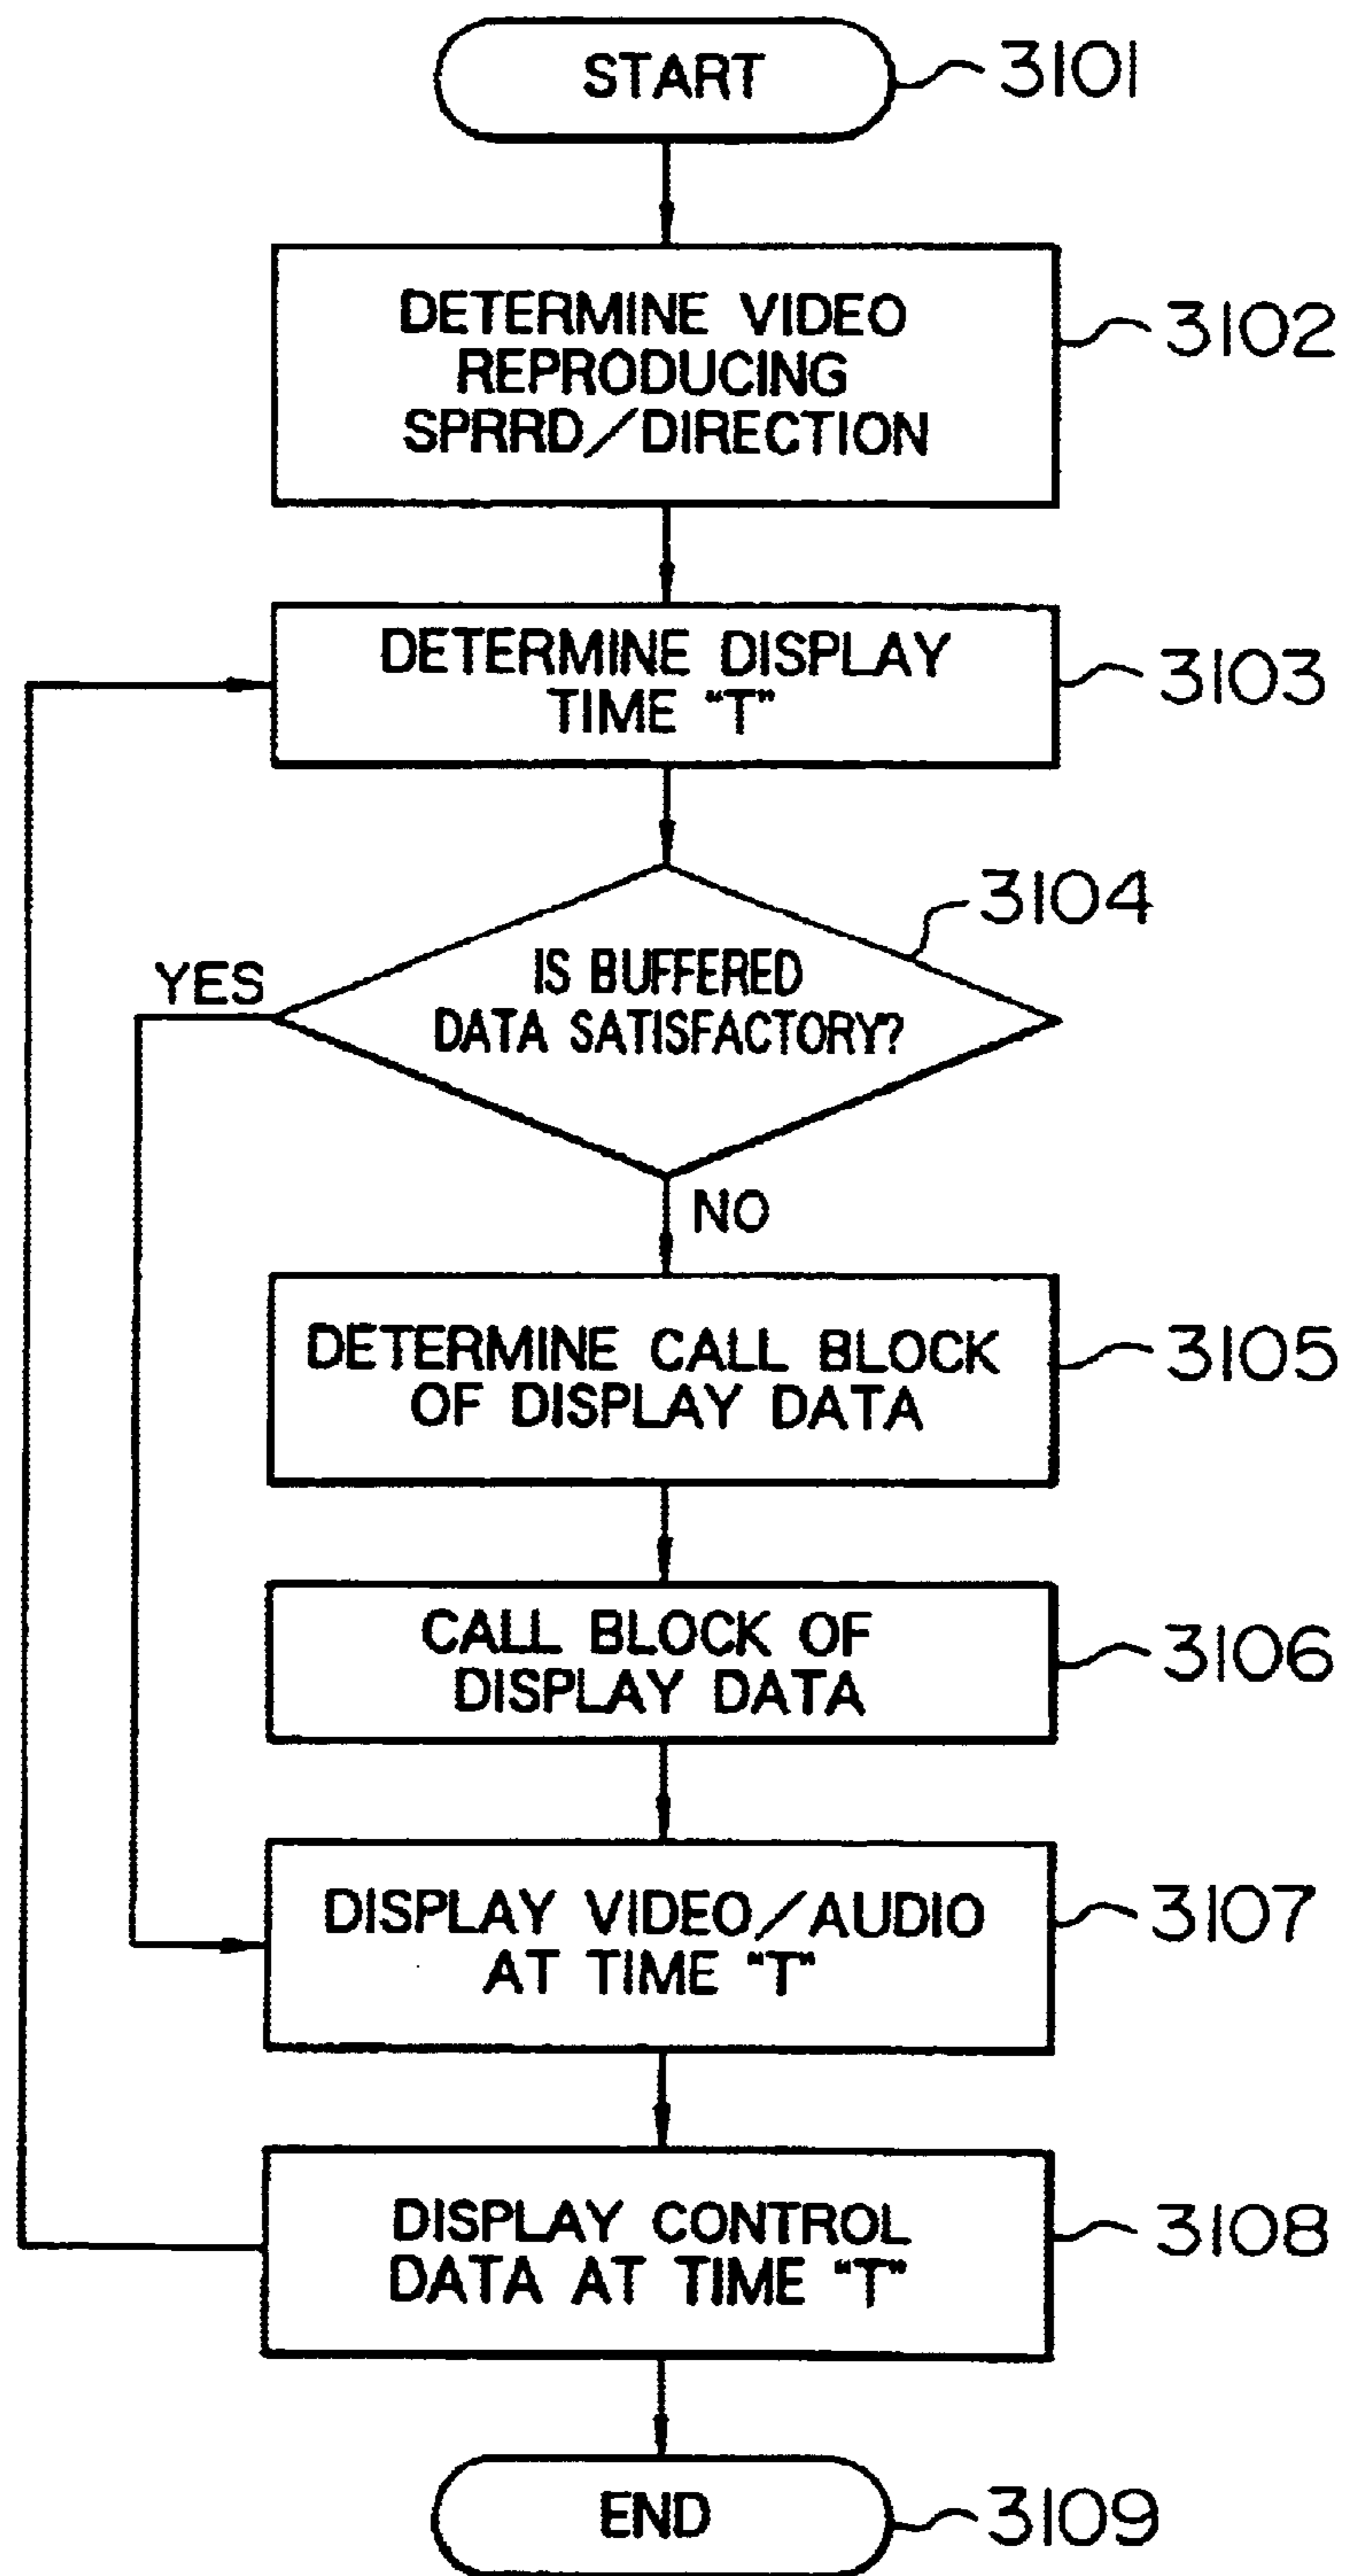 START
3101
DETERMINE VIDEO
REPRODUCING
SPRRD/DIRECTION
3102
DETERMINE DISPLAY
TIME "T"
3103
3104
IS BUFFERED
DATA SATISFACTORY?
YES
NO
DETERMINE CALL BLOCK
OF DISPLAY DATA
3105
CALL BLOCK OF
DISPLAY DATA
3106
DISPLAY VIDEO/AUDIO
AT TIME "T"
3107
DISPLAY CONTROL
DATA AT TIME "T"
3108
END
3109